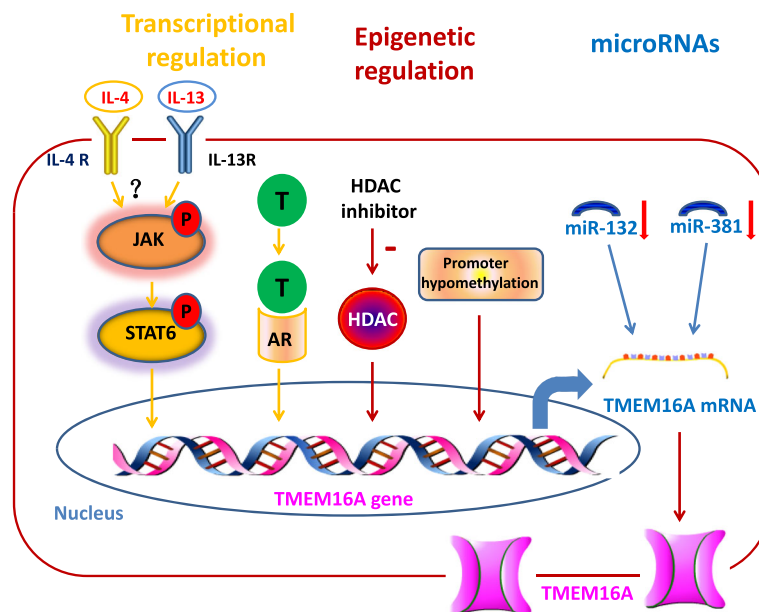 Transcriptional
regulation
Epigenetic
regulation
microRNAs
IL-4
IL-13
IL-4 R
IL-13R
?
P
JAK
P
STAT6
T
T
AR
HDAC
inhibitor
-
HDAC
Promoter
hypomethylation
miR-132
miR-381
TMEM16A mRNA
TMEM16A gene
Nucleus
TMEM16A